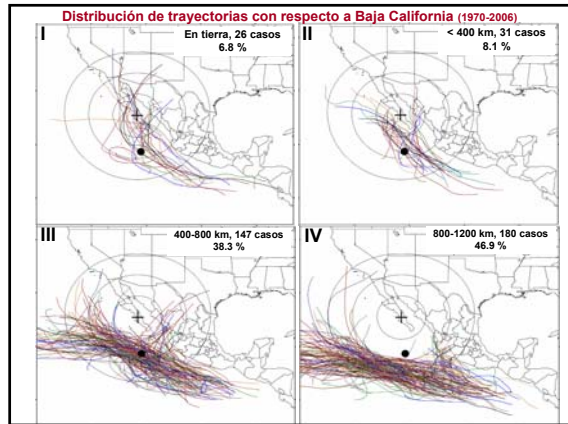 Distribución de trayectorias con respecto a Baja California (1970-2006)
I
En tierra, 26 casos
6.8 %
II
< 400 km, 31 casos
8.1 %
III
400-800 km, 147 casos
38.3 %
IV
800-1200 km, 180 casos
46.9 %